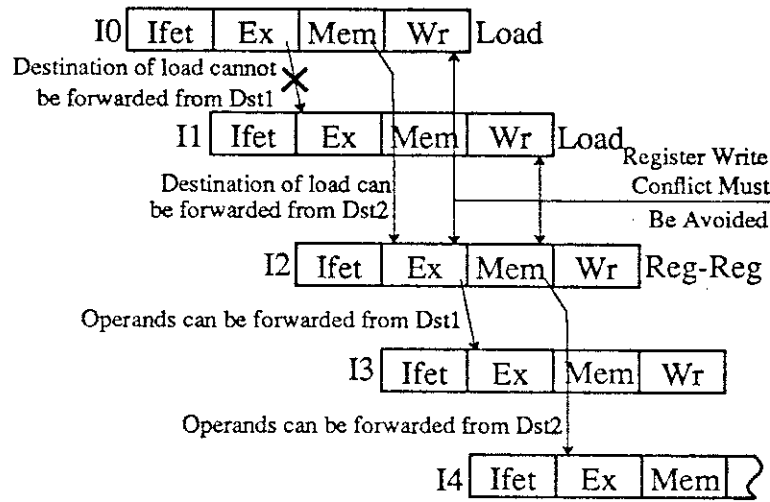 I0 Ifet Ex Mem Wr Load
Destination of load cannot
be forwarded from Dst1
I1 Ifet Ex Mem Wr Load
Register Write
Conflict Must
Be Avoided
Destination of load can
be forwarded from Dst2
I2 Ifet Ex Mem Wr Reg-Reg
Operands can be forwarded from Dst1
I3 Ifet Ex Mem Wr
Operands can be forwarded from Dst2
I4 Ifet Ex Mem